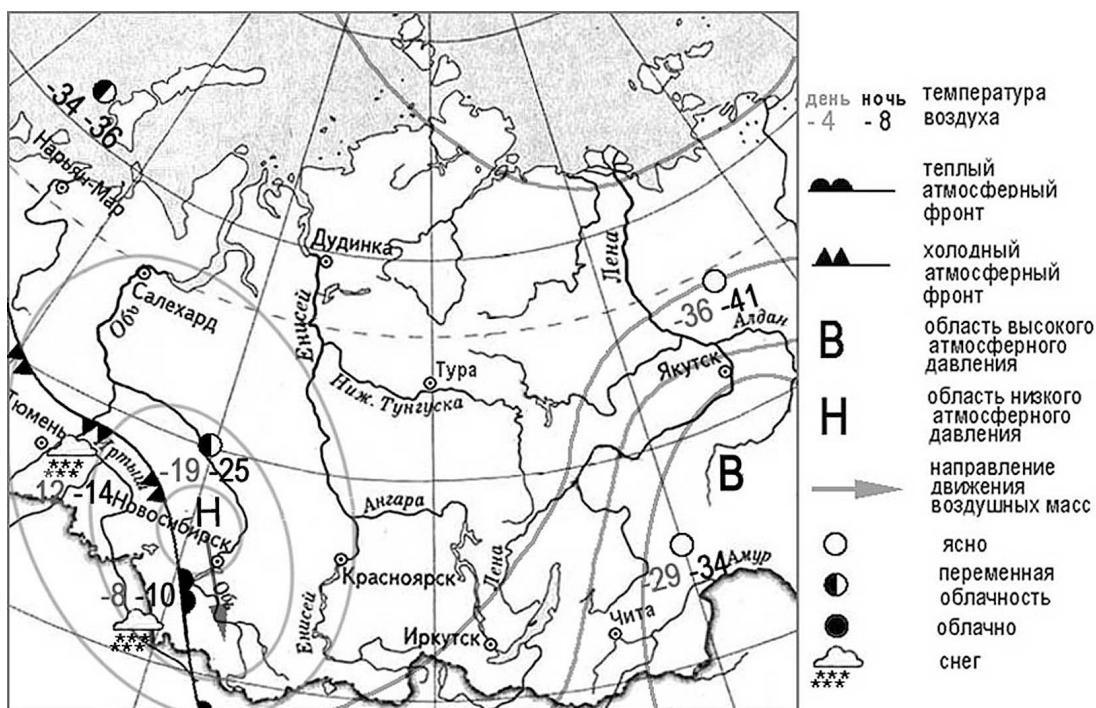 -34 -36
Нарьян-Мар
Дудинка
Салехард
Обь
Енисей
Лена
-36 -41
Алдан
Якутск
Тура
Ниж. Тунгуска
Тюмень
Иртыш
-19 -25
В
-12 -14
Новосибирск
Н
Ангара
Красноярск
Лена
-29 -34
Амур
-8 -10
Обь
Енисей
Иркутск
Чита
день ночь
-4 -8
температура
воздуха
теплый
атмосферный
фронт
холодный
атмосферный
фронт
В
область высокого
атмосферного
давления
Н
область низкого
атмосферного
давления
направление
движения
воздушных масс
ясно
переменная
облачность
облачно
снег